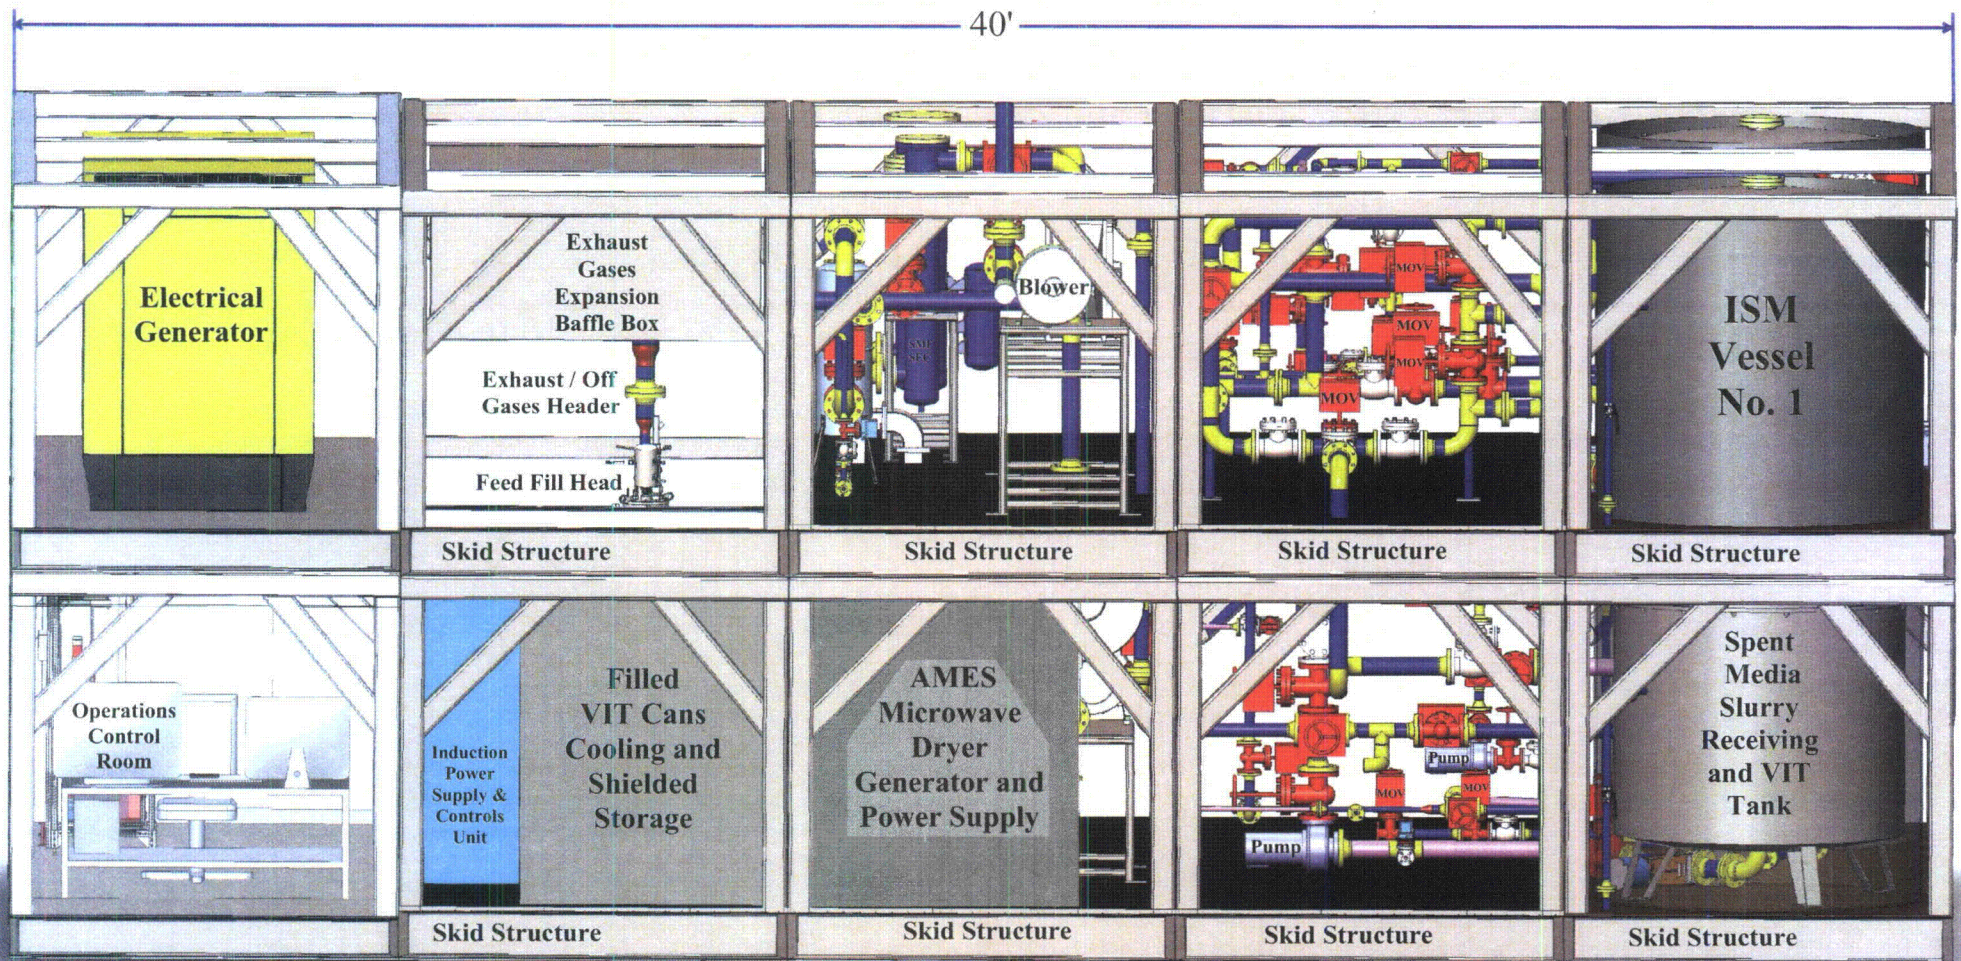 40'
Electrical
Generator
Exhaust
Gases
Expansion
Baffle Box
Exhaust / Off
Gases Header
Feed Fill Head
Blower
MOV
MOV
MOV
MOV
ISM
Vessel
No. 1
Skid Structure
Skid Structure
Skid Structure
Skid Structure
Operations
Control
Room
Induction
Power
Supply &
Controls
Unit
Filled
VIT Cans
Cooling and
Shielded
Storage
AMES
Microwave
Dryer
Generator and
Power Supply
Pump
MOV
MOV
Pump
Spent
Media
Slurry
Receiving
and VIT
Tank
Skid Structure
Skid Structure
Skid Structure
Skid Structure